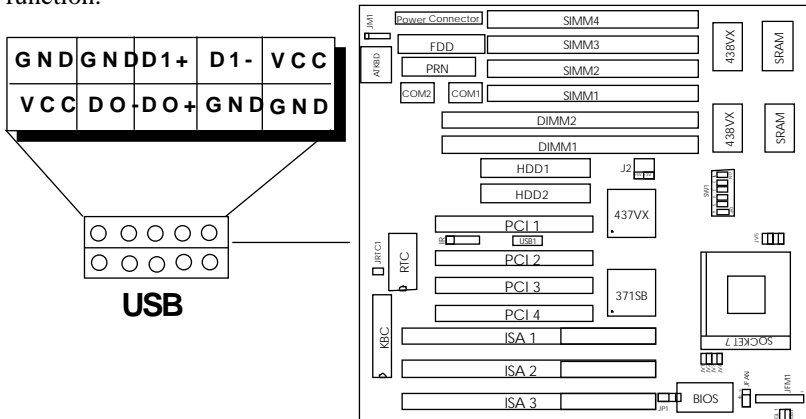 function.
GND GND D1+ D1- VCC
VCC DO- DO+ GND GND
USB
JM1
Power Connector
SIMM4
ATKBD
FDD
SIMM3
438VX
SRAM
PRN
SIMM2
COM2
COM1
SIMM1
DIMM2
438VX
SRAM
DIMM1
HDD1
J2
HDD2
SW1
437VX
PCI 1
IR
USB1
JV5
JRTC1
RTC
PCI 2
PCI 3
371SB
PCI 4
KBC
SOCKET 7
ISA 1
ISA 2
JFAN
JFM1
JP1
BIOS
ISA 3